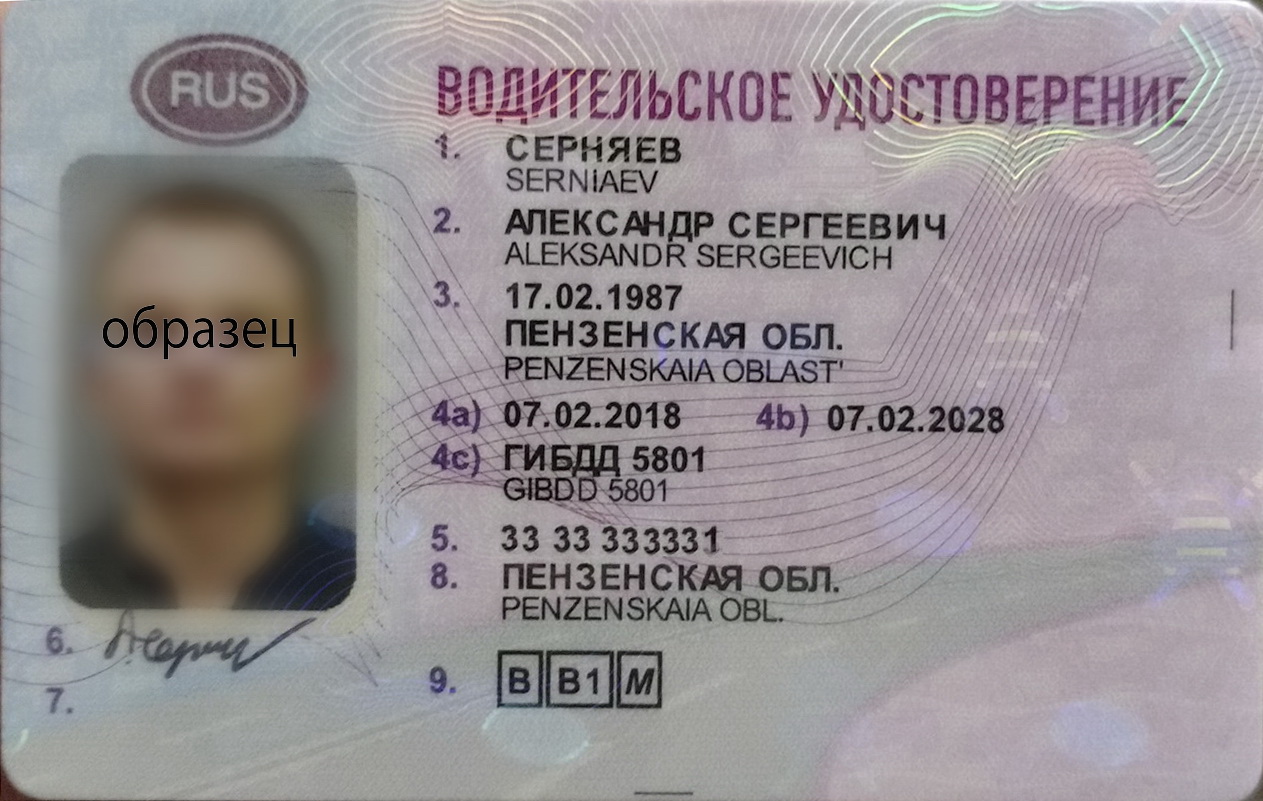 RUS
ВОДИТЕЛЬСКОЕ УДОСТОВЕРЕНИЕ
1. СЕРНЯЕВ
SERNIAEV
2. АЛЕКСАНДР СЕРГЕЕВИЧ
ALEKSANDR SERGEEVICH
3. 17.02.1987
ПЕНЗЕНСКАЯ ОБЛ.
PENZENSKAIA OBLAST'
образец
4a) 07.02.2018 4b) 07.02.2028
4c) ГИБДД 5801
GIBDD 5801
5. 33 33 333331
8. ПЕНЗЕНСКАЯ ОБЛ.
PENZENSKAIA OBL.
6.
7.
9. B B1 M